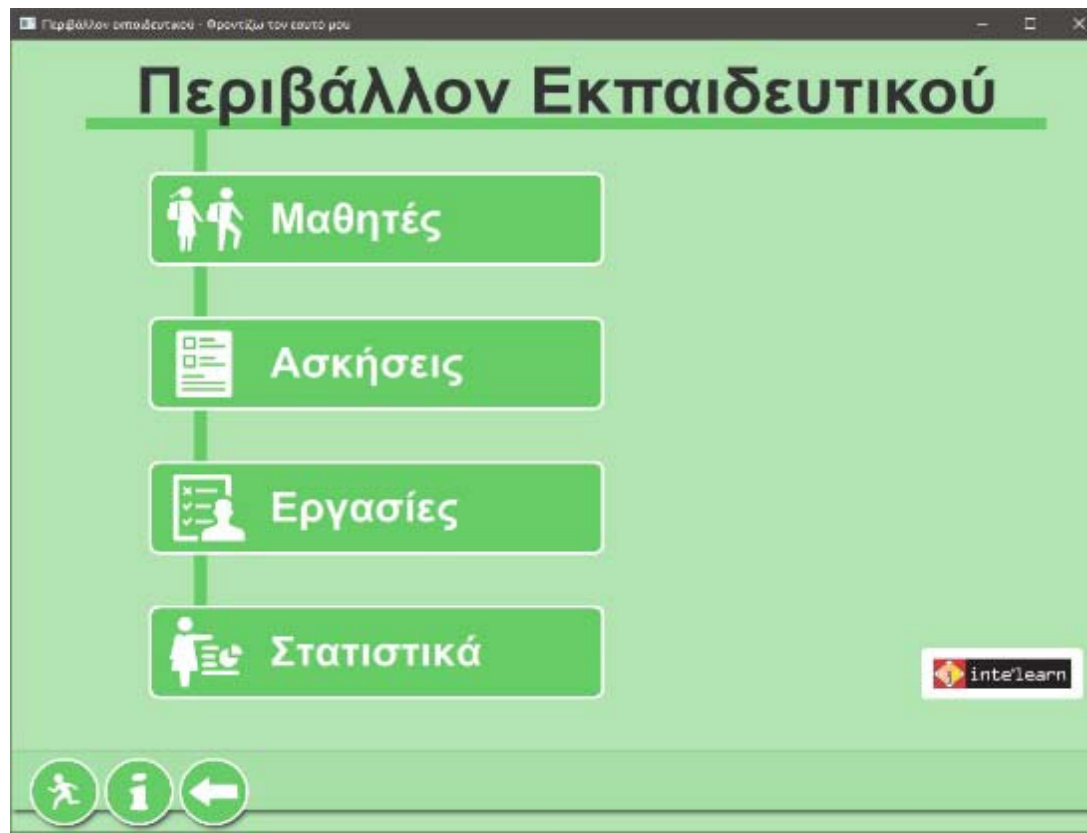 Περιβάλλον εκπαιδευτικού - Φροντίζω τον εαυτό μου
Περιβάλλον Εκπαιδευτικού
Μαθητές
Ασκήσεις
Εργασίες
Στατιστικά
inte*learn